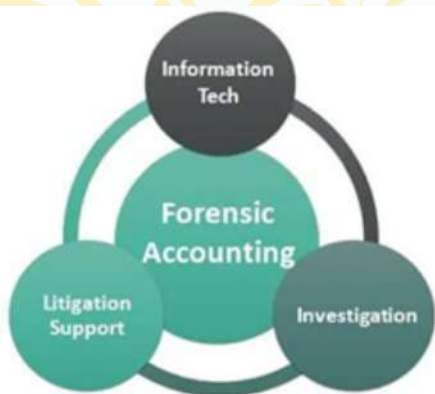 Information
Tech
Forensic
Accounting
Litigation
Support
Investigation